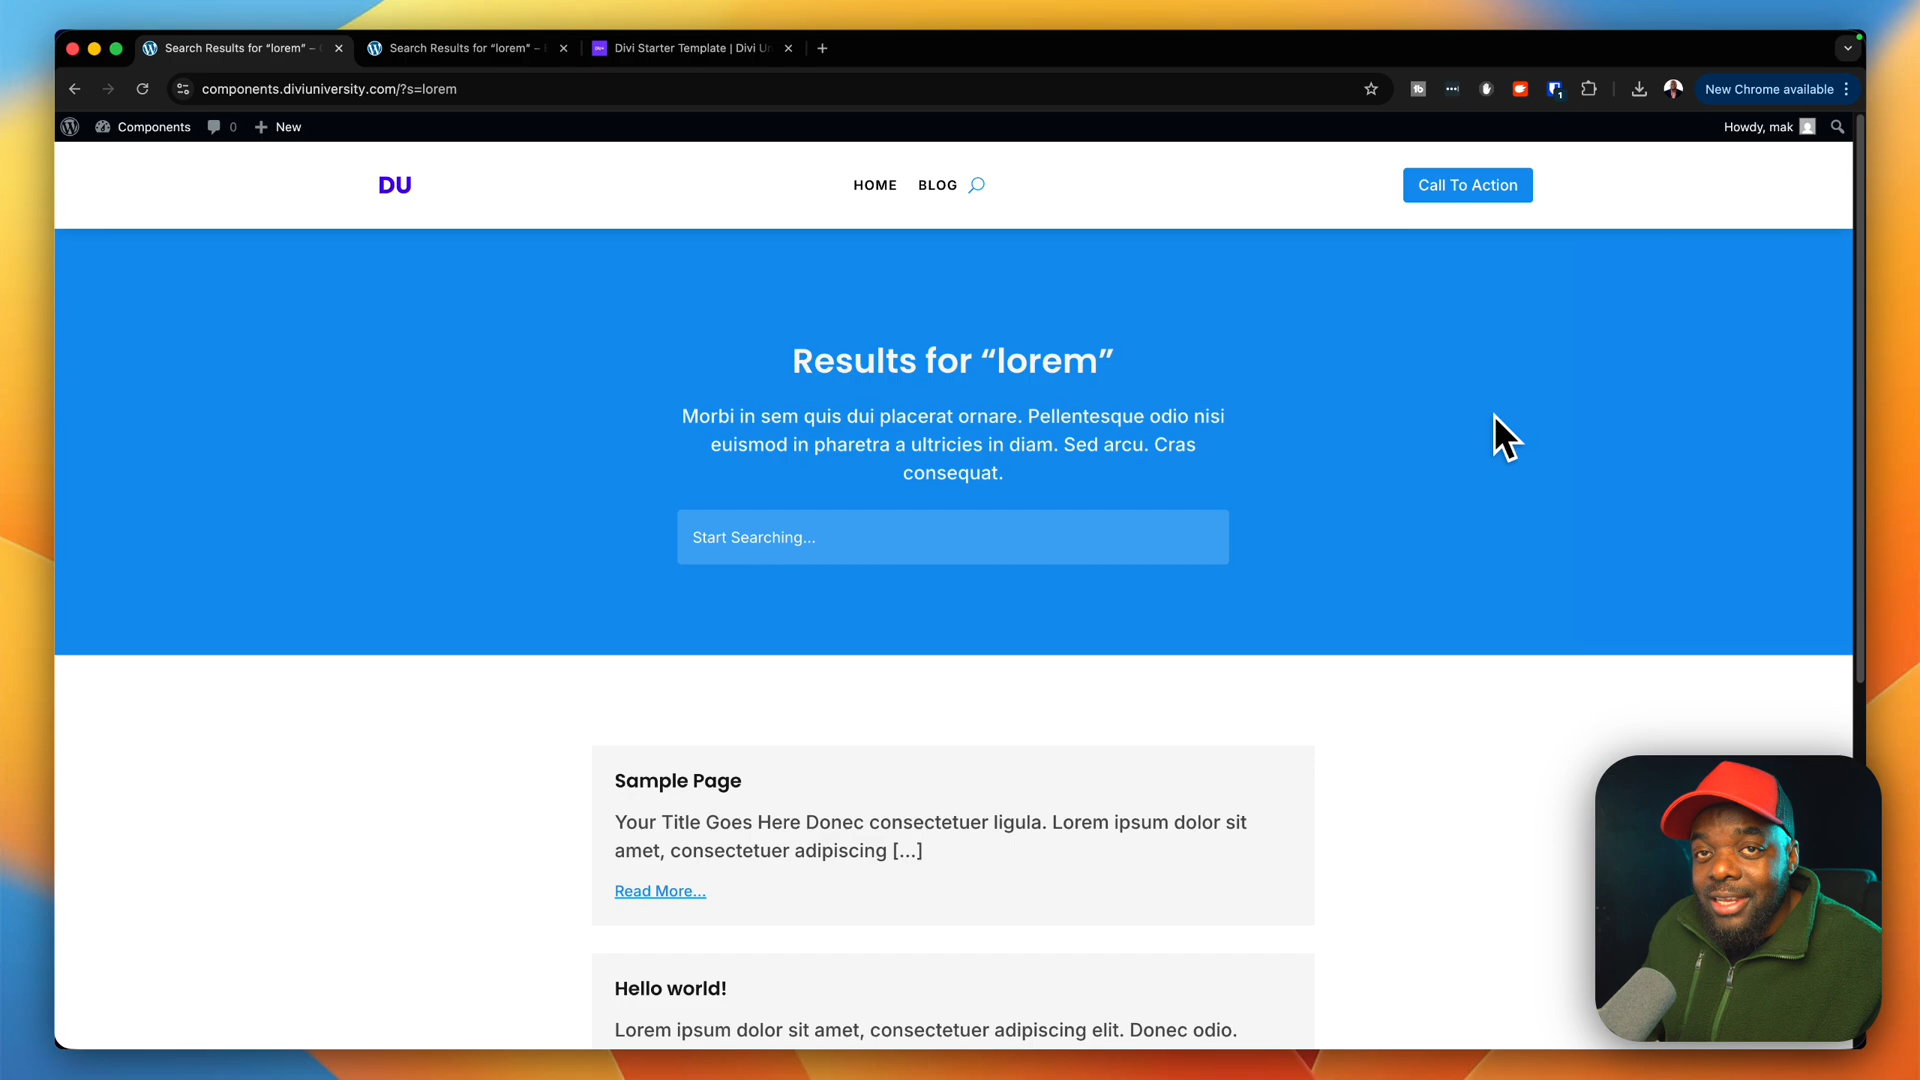 Search Results for “lorem” –
Search Results for “lorem” –
Divi Starter Template | Divi U
components.diviuniversity.com/?s=lorem
New Chrome available
Components
0
New
Howdy, mak
DU
HOME
BLOG
Call To Action
Results for “lorem”
Morbi in sem quis dui placerat ornare. Pellentesque odio nisi
euismod in pharetra a ultricies in diam. Sed arcu. Cras
consequat.
Start Searching...
Sample Page
Your Title Goes Here Donec consectetuer ligula. Lorem ipsum dolor sit
amet, consectetuer adipiscing [...]
Read More...
Hello world!
Lorem ipsum dolor sit amet, consectetuer adipiscing elit. Donec odio.